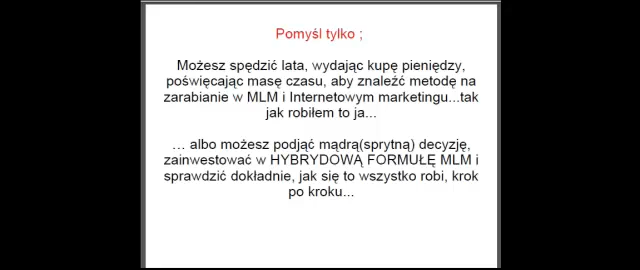 Pomyśl tylko ;
Możesz spędzić lata, wydając kupę pieniędzy,
poświęcając masę czasu, aby znaleźć metodę na
zarabianie w MLM i Internetowym marketingu...tak
jak robiłem to ja...
... albo możesz podjąć mądrą(sprytną) decyzję,
zainwestować w HYBRYDOWĄ FORMUŁĘ MLM i
sprawdzić dokładnie, jak się to wszystko robi, krok
po kroku...